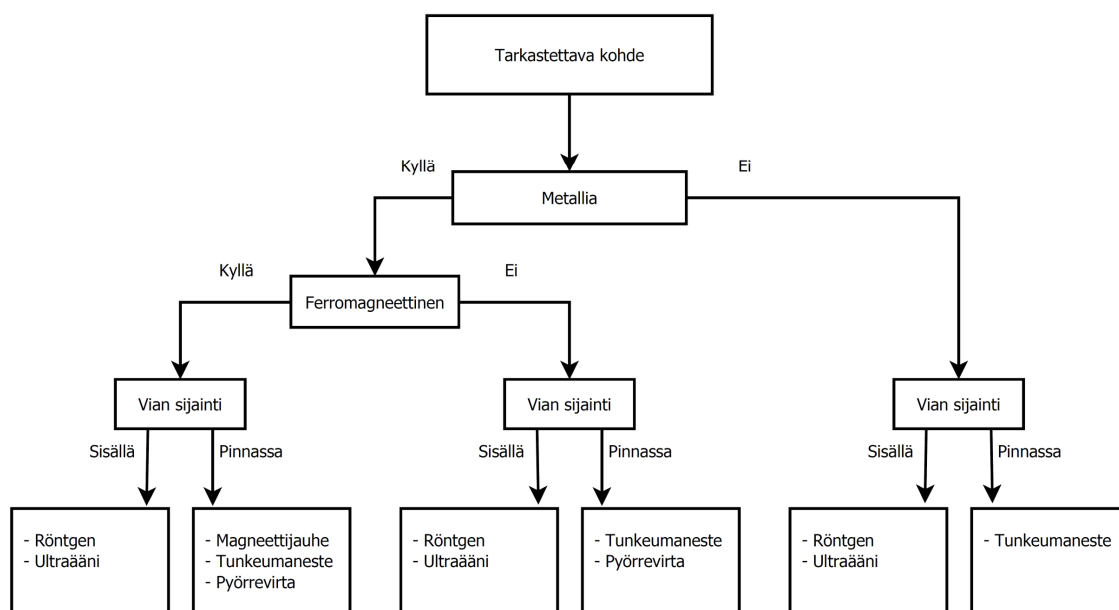 Tarkastettava kohde
Kyllä
Ei
Metallia
Kyllä
Ei
Ferromagneettinen
Vian sijainti
Vian sijainti
Vian sijainti
Sisällä
Pinnassa
Sisällä
Pinnassa
Sisällä
Pinnassa
- Röntgen
- Ultraääni
- Magneettijauhe
- Tunkeumaneste
- Pyörrevirta
- Röntgen
- Ultraääni
- Tunkeumaneste
- Pyörrevirta
- Röntgen
- Ultraääni
- Tunkeumaneste